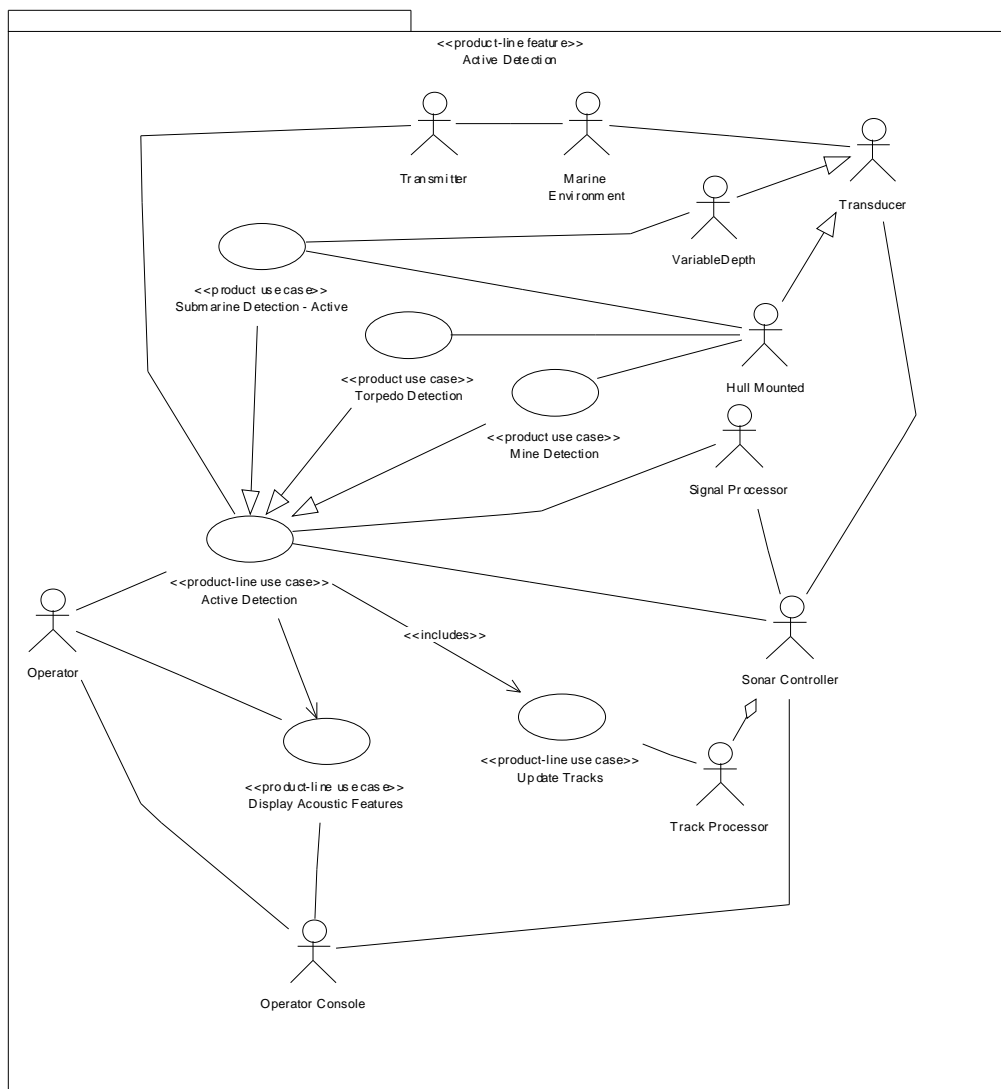 <<product-line feature>>
Active Detection
Transmitter
Marine
Environment
Transducer
VariableDepth
<<product use case>>
Submarine Detection - Active
<<product use case>>
Torpedo Detection
Hull Mounted
<<product use case>>
Mine Detection
Signal Processor
<<product-line use case>>
Active Detection
<<includes>>
Operator
Sonar Controller
<<product-line use case>>
Update Tracks
<<product-line use case>>
Display Acoustic Features
Track Processor
Operator Console